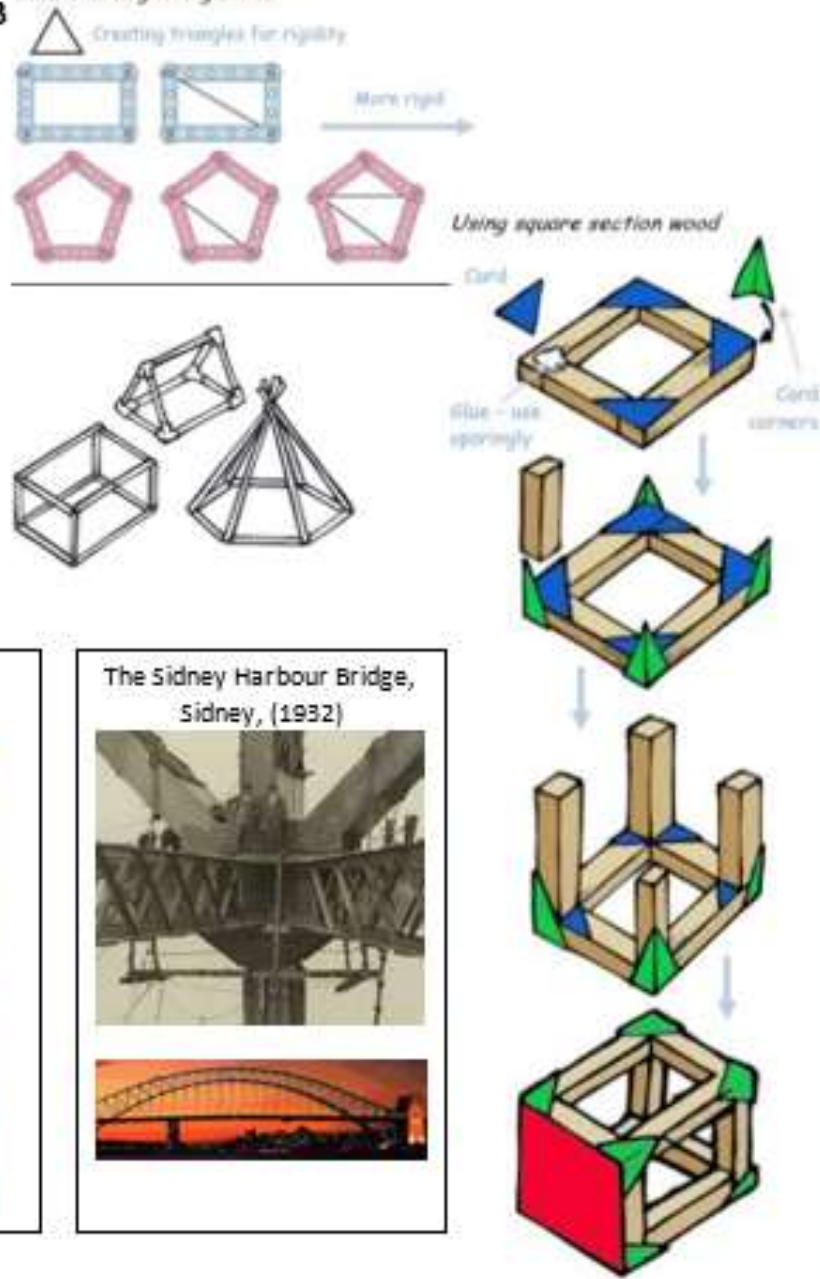 Creating triangles for rigidity
More rigid
Using square section wood
Card
Glue - use
sparingly
Card
corners
The Sidney Harbour Bridge,
Sidney, (1932)